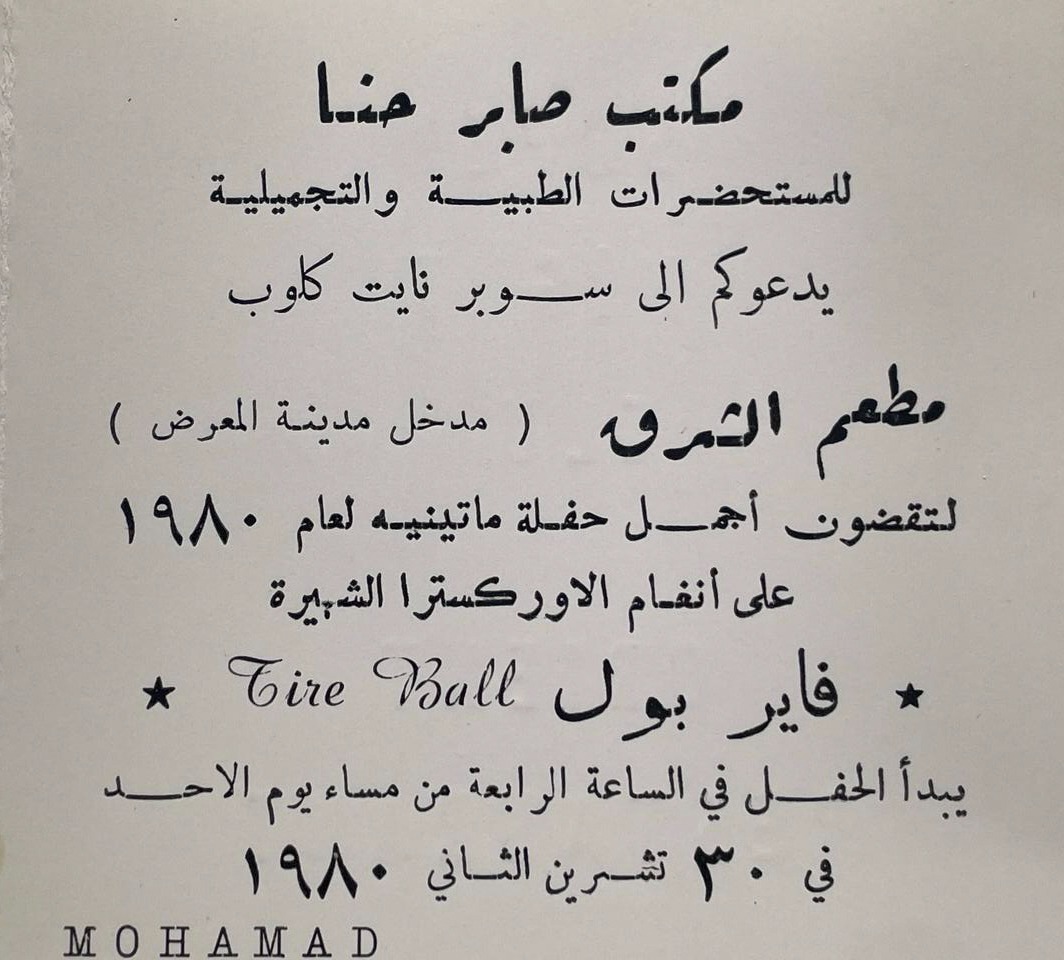 مكتب صابر حنا
للمستحضرات الطبية والتجميلية
يدعوكم الى سوبر نايت كلوب
مطعم الشرق ( مدخل مدينة المعرض )
لتقضون أجمل حفلة ماتينيه لعام ١٩٨٠
على أنغام الاوركسترا الشهيرة
★ فاير بول Tire Ball ★
يبدأ الحفل في الساعة الرابعة من مساء يوم الاحد
في ٣٠ تشرين الثاني ١٩٨٠
MOHAMAD